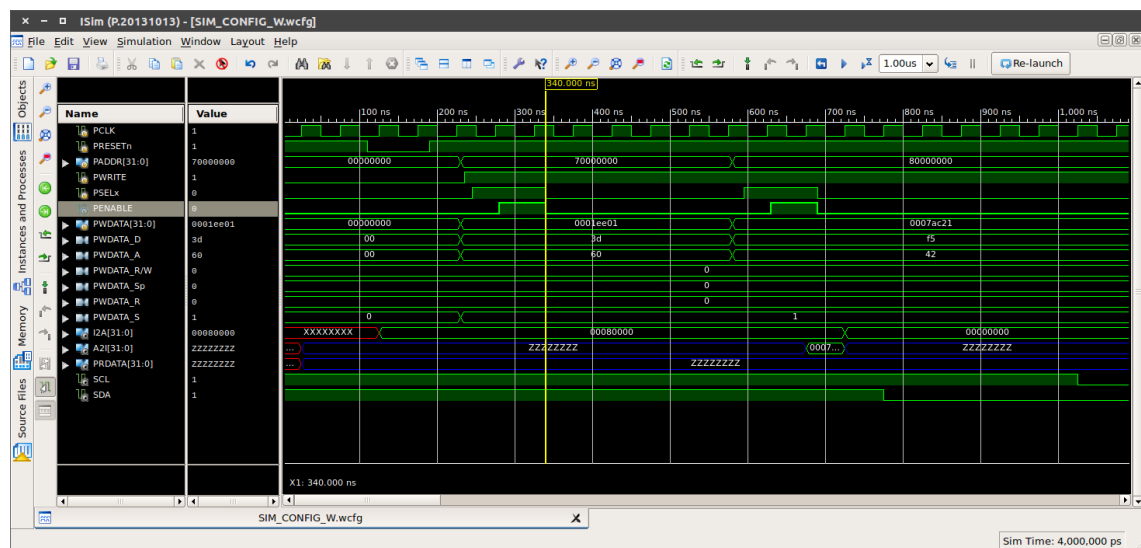 ISim (P.20131013) - [SIM_CONFIG_W.wcfg]
File Edit View Simulation Window Layout Help
1.00us Re-launch
340.000 ns
Name Value
100 ns 200 ns 300 ns 400 ns 500 ns 600 ns 700 ns 800 ns 900 ns 1,000 ns
PCLK 1
PRESETn 1
PADDR[31:0] 70000000 00000000 70000000 80000000
PWRITE 1
PSELx 0
PENABLE 0
PWDATA[31:0] 0001ee01 00000000 0001ee01 0007ac21
PWDATA_D 3d 00 3d f5
PWDATA_A 60 00 60 42
PWDATA_R/W 0 0
PWDATA_Sp 0 0
PWDATA_R 0 0
PWDATA_S 1 0 1
I2A[31:0] 00080000 XXXXXXXX 00080000 00000000
A2I[31:0] ZZZZZZZZ ... ZZZZZZZZ 0007... ZZZZZZZZ
PRDATA[31:0] ZZZZZZZZ ... ZZZZZZZZ
SCL 1
SDA 1
X1: 340.000 ns
SIM_CONFIG_W.wcfg
Sim Time: 4,000,000 ps
Objects
Instances and Processes
Memory
Source Files